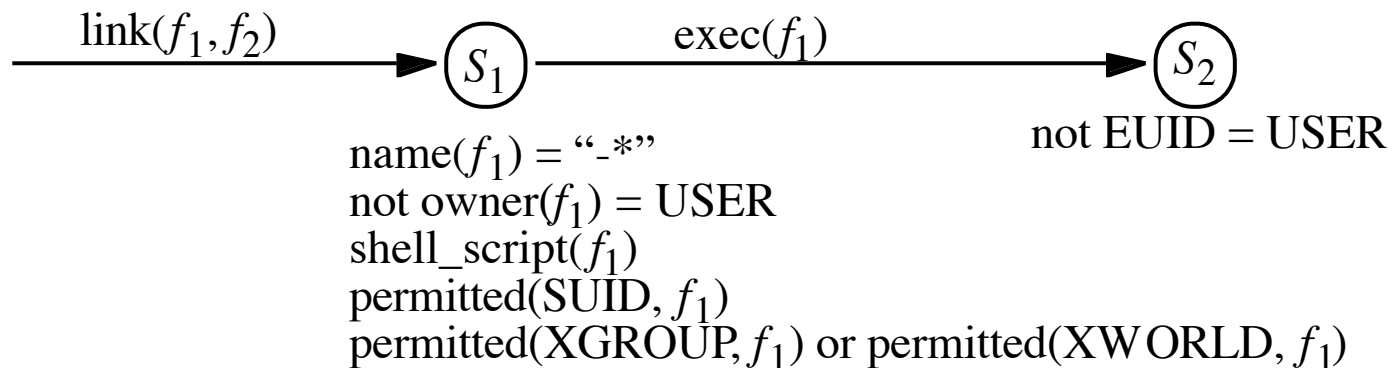 link(f1,f2) exec(f1)
S1 S2
not EUID = USER
name(f1) = “-*”
not owner(f1) = USER
shell_script(f1)
permitted(SUID, f1)
permitted(XGROUP, f1) or permitted(XWORLD, f1)